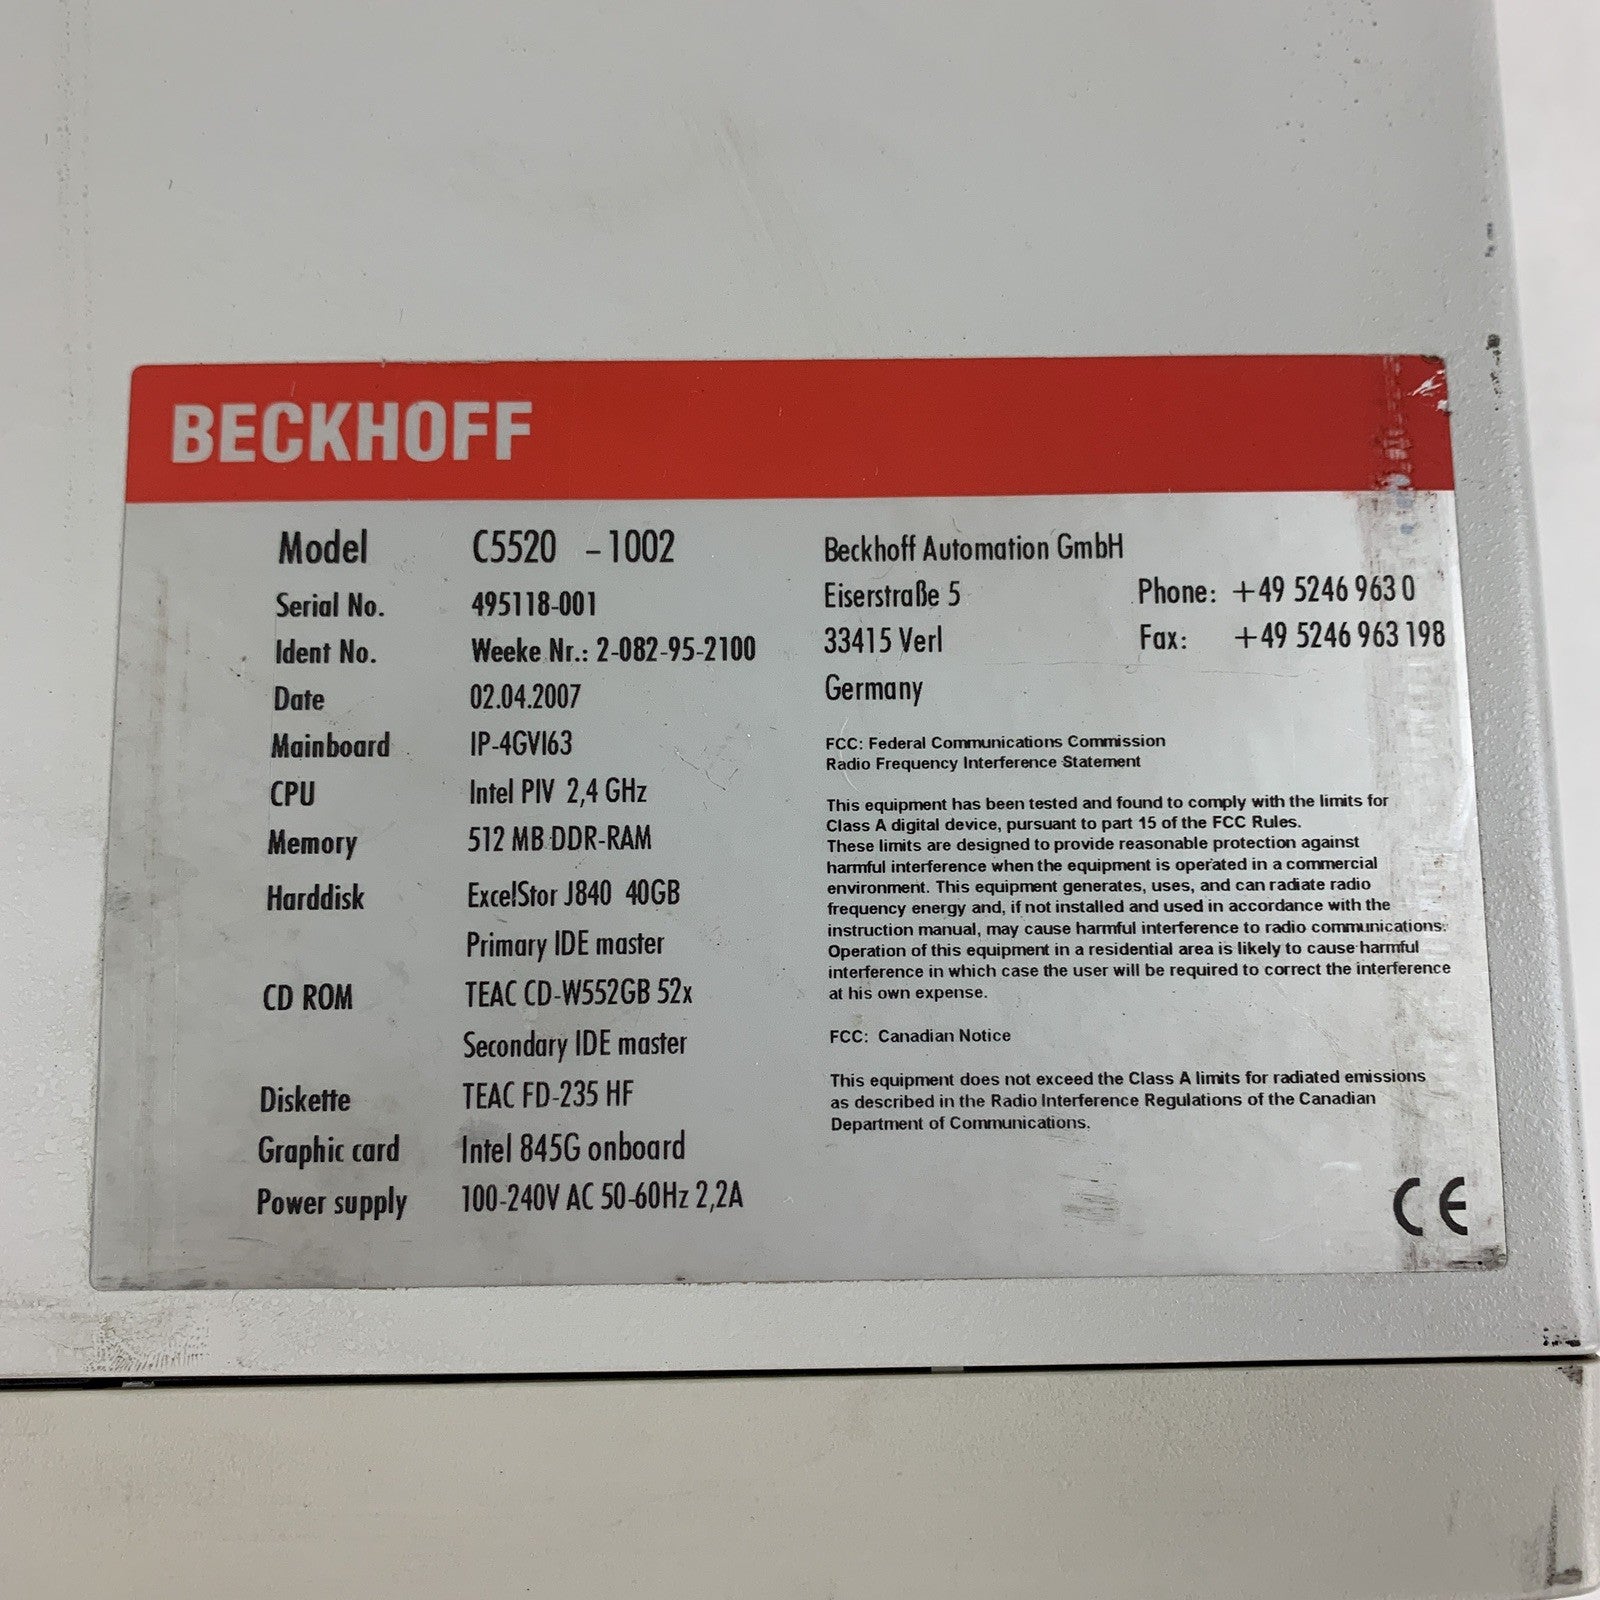 BECKHOFF
Model C5520 -1002
Serial No. 495118-001
Ident No. Weeke Nr.: 2-082-95-2100
Date 02.04.2007
Mainboard IP-4GVI63
CPU Intel PIV 2,4 GHz
Memory 512 MB DDR-RAM
Harddisk ExcelStor J840 40GB
Primary IDE master
CD ROM TEAC CD-W552GB 52x
Secondary IDE master
Diskette TEAC FD-235 HF
Graphic card Intel 845G onboard
Power supply 100-240V AC 50-60Hz 2,2A
Beckhoff Automation GmbH
Eiserstraße 5 Phone: +49 5246 963 0
33415 Verl Fax: +49 5246 963 198
Germany
FCC: Federal Communications Commission
Radio Frequency Interference Statement
This equipment has been tested and found to comply with the limits for
Class A digital device, pursuant to part 15 of the FCC Rules.
These limits are designed to provide reasonable protection against
harmful interference when the equipment is operated in a commercial
environment. This equipment generates, uses, and can radiate radio
frequency energy and, if not installed and used in accordance with the
instruction manual, may cause harmful interference to radio communications.
Operation of this equipment in a residential area is likely to cause harmful
interference in which case the user will be required to correct the interference
at his own expense.
FCC: Canadian Notice
This equipment does not exceed the Class A limits for radiated emissions
as described in the Radio Interference Regulations of the Canadian
Department of Communications.
CE